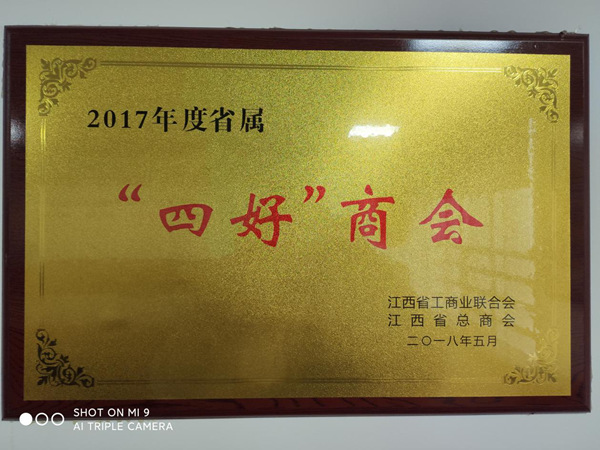 2017年度省属
“四好”商会
江西省工商业联合会
江西省总商会
二〇一八年五月
SHOT ON MI 9
AI TRIPLE CAMERA